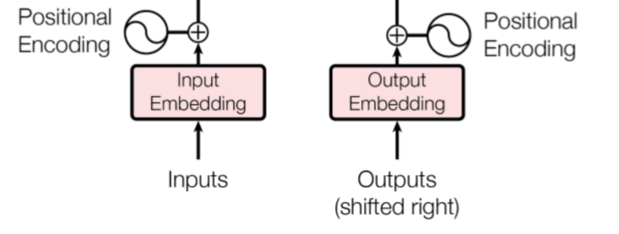 Positional
Encoding
Positional
Encoding
Input
Embedding
Output
Embedding
Inputs
Outputs
(shifted right)